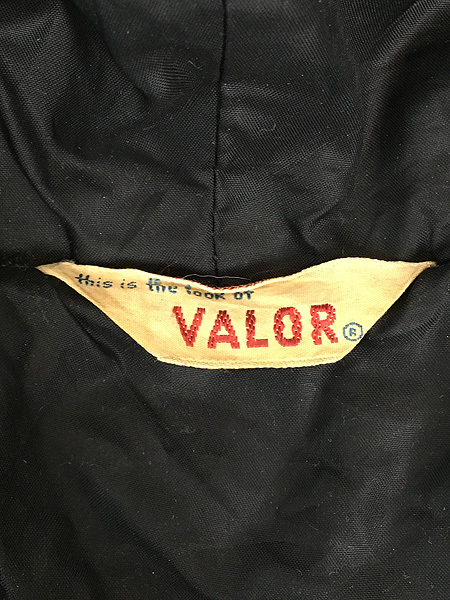 this is the look of
VALOR®